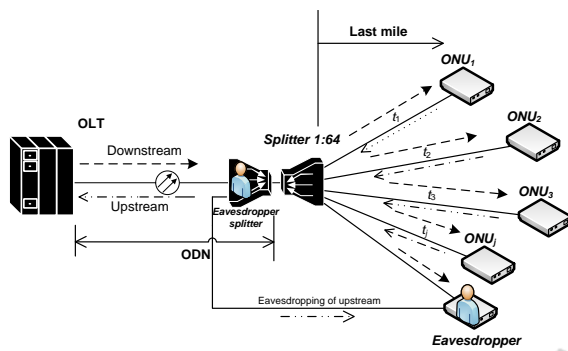 Last mile
ONU1
OLT
Downstream
Splitter 1:64
t1
ONU2
t2
Upstream
Eavesdropper
splitter
t3
ONU3
ODN
tj
ONUj
Eavesdropping of upstream
Eavesdropper